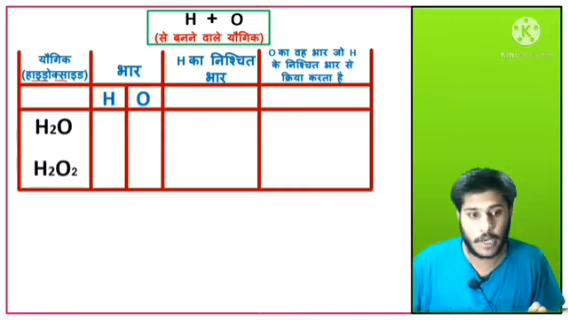 H + O
(से बनने वाले यौगिक)
यौगिक
(हाइड्रोक्साइड)
भार
H का निश्चित
भार
O का वह भार जो H
के निश्चित भार से
क्रिया करता है
H
O
H2O
H2O2
K